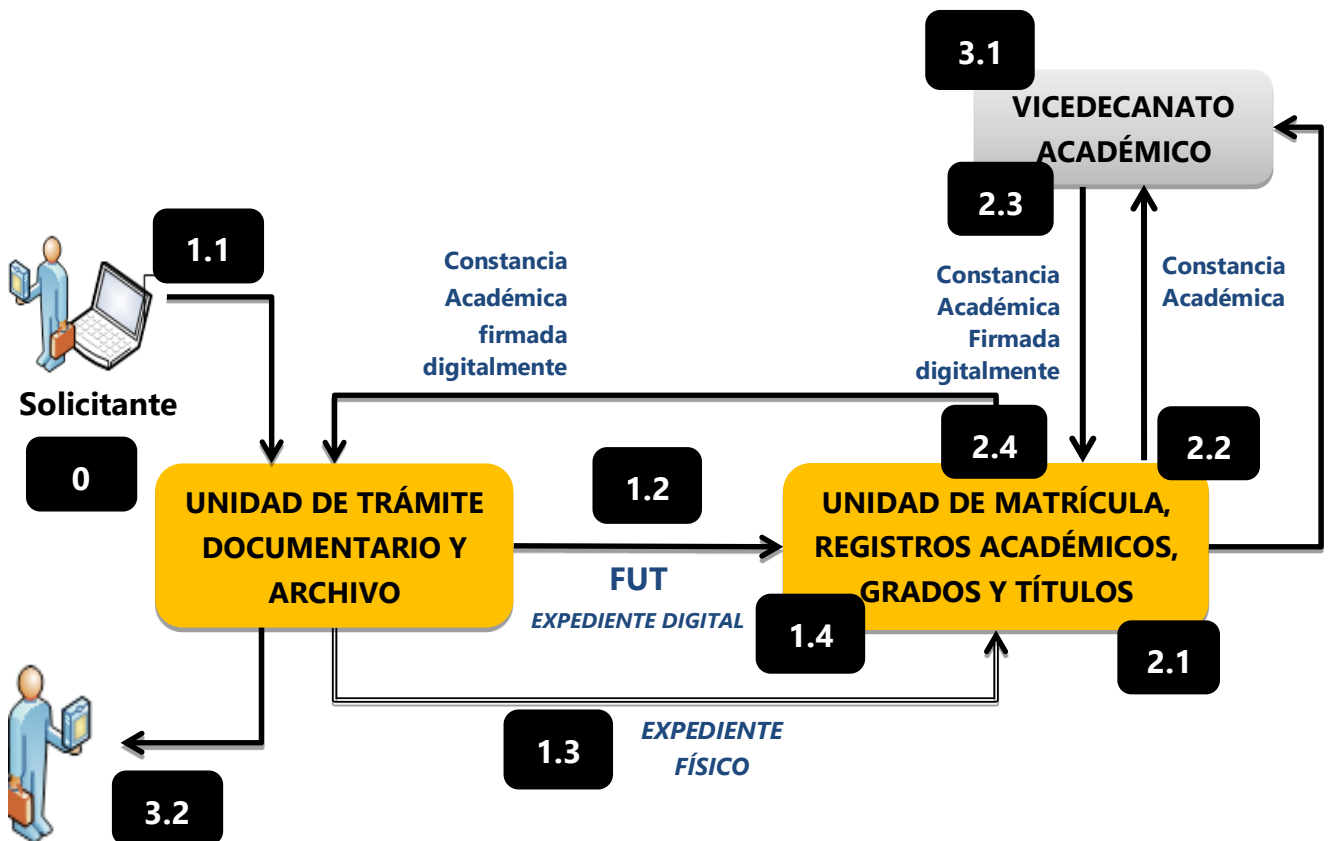 3.1
VICEDECANATO
ACADÉMICO
2.3
1.1
Constancia
Académica
firmada
digitalmente
Constancia
Académica
Firmada
digitalmente
Constancia
Académica
Solicitante
0
2.4
2.2
UNIDAD DE TRÁMITE
DOCUMENTARIO Y
ARCHIVO
1.2
FUT
EXPEDIENTE DIGITAL
UNIDAD DE MATRÍCULA,
REGISTROS ACADÉMICOS,
GRADOS Y TÍTULOS
1.4
2.1
1.3
EXPEDIENTE
FÍSICO
3.2